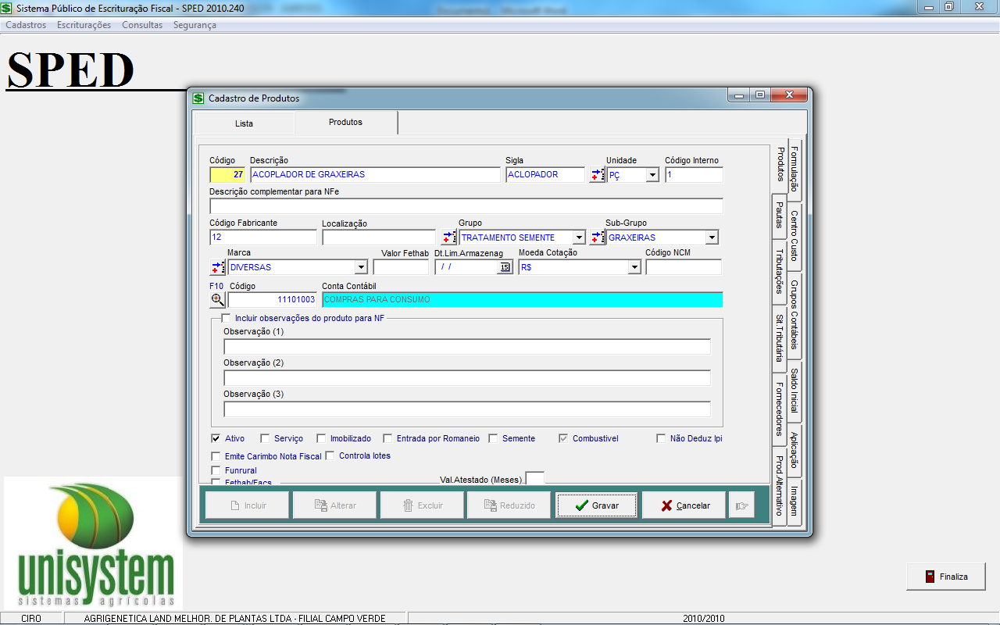 Sistema Público de Escrituração Fiscal - SPED 2010.240
Cadastros Escriturações Consultas Segurança
SPED
Cadastro de Produtos
Lista Produtos
Código Descrição Sigla Unidade Código Interno
27 ACOPLADOR DE GRAXEIRAS ACLOPADOR PÇ 1
Descrição complementar para NFe
Código Fabricante Localização Grupo Sub-Grupo
12 TRATAMENTO SEMENTE GRAXEIRAS
Marca Valor Fethab Dt.Lim.Armazenag Moeda Cotação Código NCM
DIVERSAS / / 15 R$
F10 Código Conta Contábil
11101003 COMPRAS PARA CONSUMO
Incluir observações do produto para NF
Observação (1)
Observação (2)
Observação (3)
Ativo Serviço Imobilizado Entrada por Romaneio Semente Combustivel Não Deduz Ipi
Emite Carimbo Nota Fiscal Controla lotes
Funrural
Fethab/Facs Val.Atestado (Meses)
Incluir Alterar Excluir Reduzido Gravar Cancelar
Produtos
Pautas
Tributações
Sit.Tributária
Fornecedores
Prod.Alternativo
Formulação
Centro Custo
Grupos Contábeis
Saldo Inicial
Aplicação
Imagem
unisystem
sistemas agrícolas
Finaliza
CIRO AGRIGENETICA LAND MELHOR. DE PLANTAS LTDA - FILIAL CAMPO VERDE 2010/2010